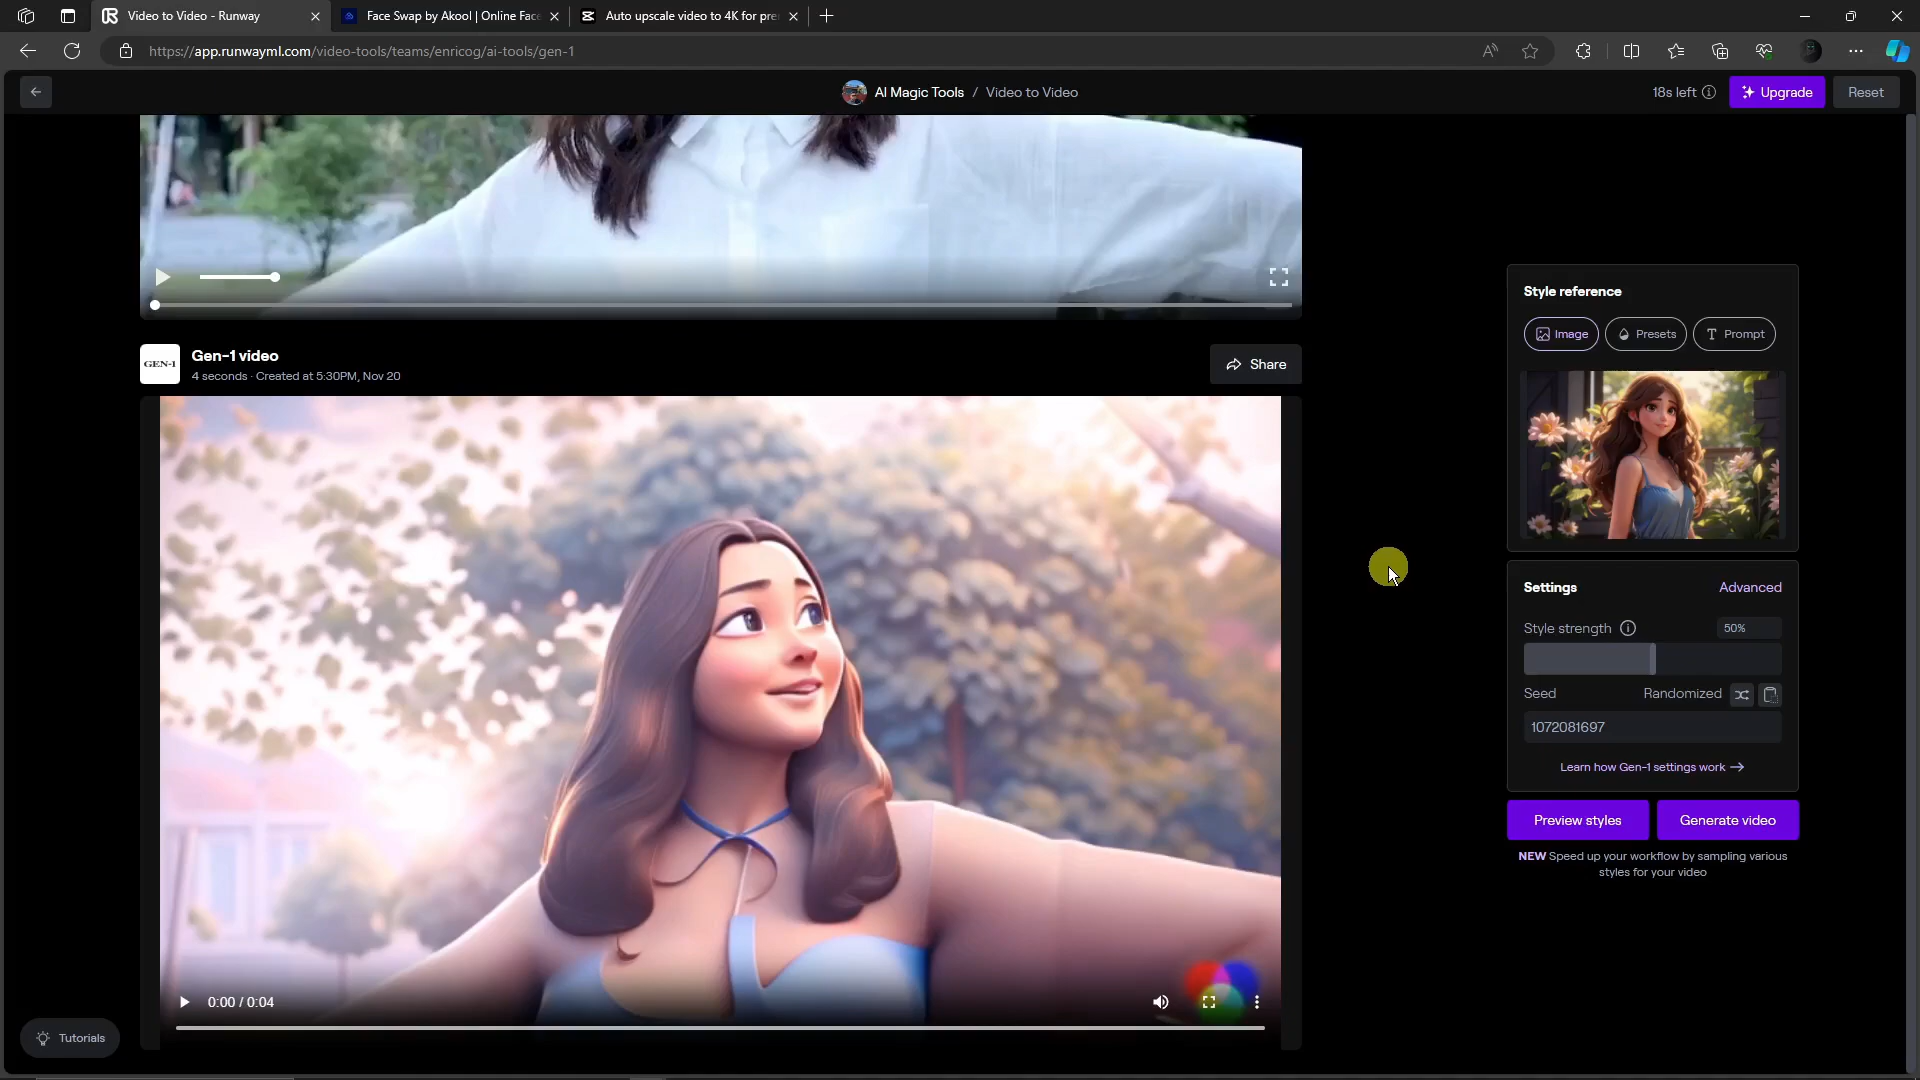 Video to Video - Runway
Face Swap by Akool | Online Face
Auto upscale video to 4K for pre
https://app.runwayml.com/video-tools/teams/enricog/ai-tools/gen-1
AI Magic Tools / Video to Video
18s left
Upgrade
Reset
GEN-1
Gen-1 video
4 seconds · Created at 5:30PM, Nov 20
Share
Style reference
Image
Presets
Prompt
Settings
Advanced
Style strength
50%
Seed
Randomized
1072081697
Learn how Gen-1 settings work →
Preview styles
Generate video
NEW Speed up your workflow by sampling various
styles for your video
0:00 / 0:04
Tutorials